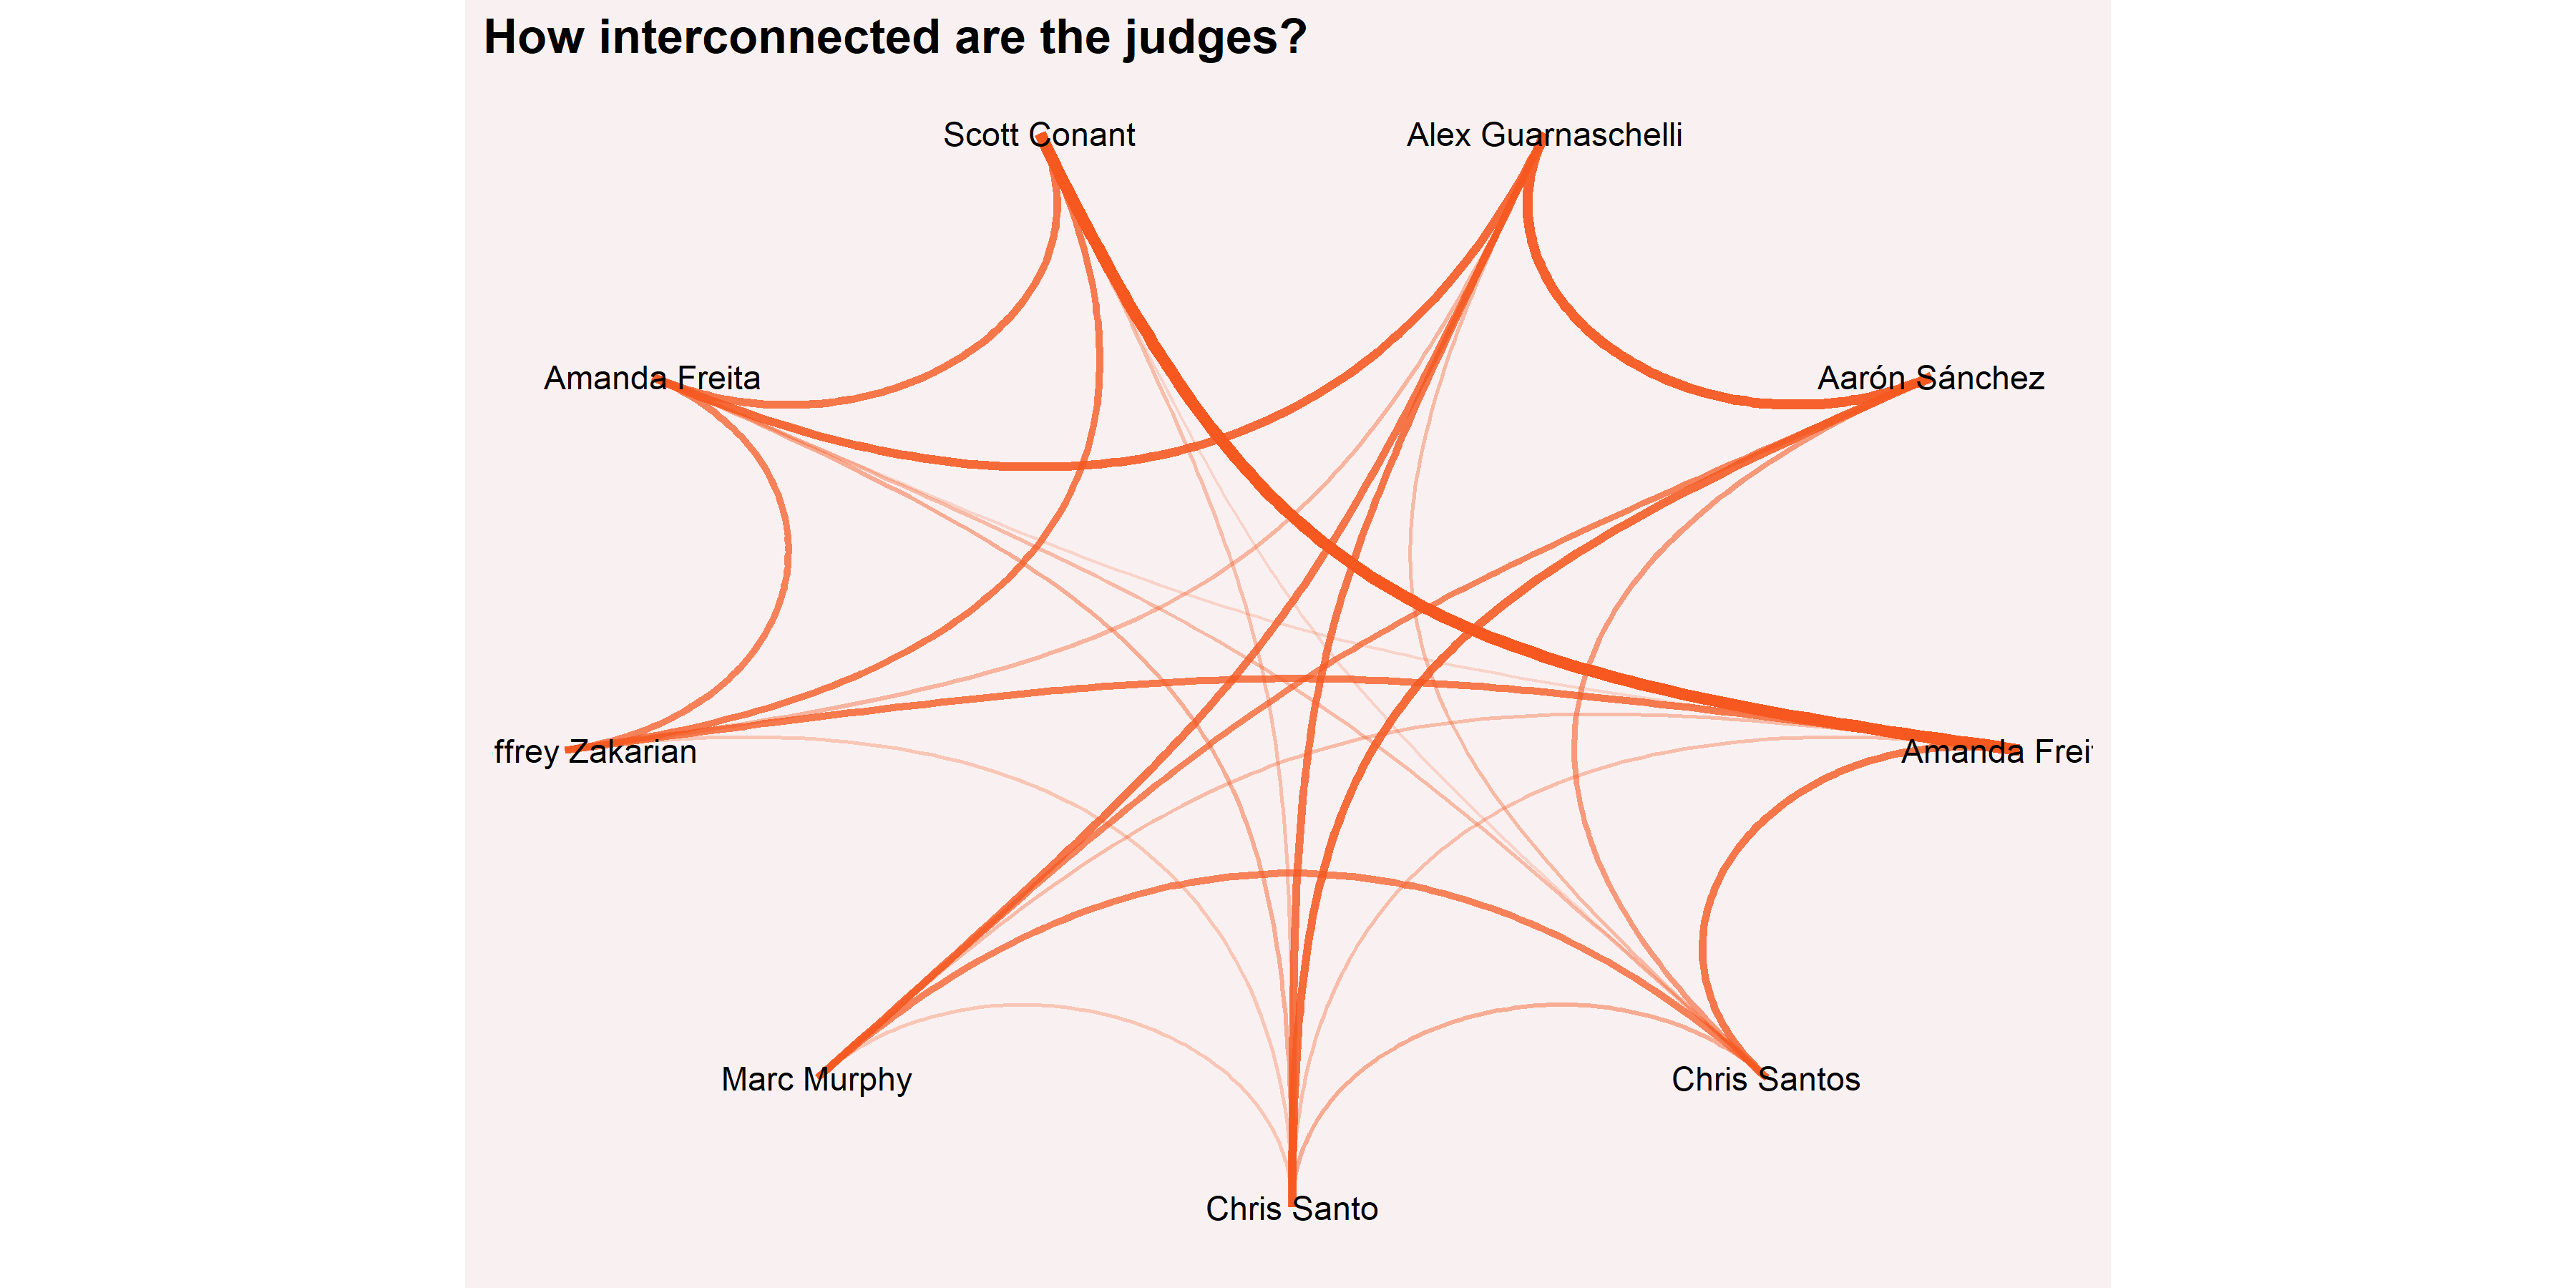 How interconnected are the judges?
Scott Conant
Alex Guarnaschelli
Amanda Freita
Aarón Sánchez
ffrey Zakarian
Amanda Frei
Marc Murphy
Chris Santos
Chris Santo